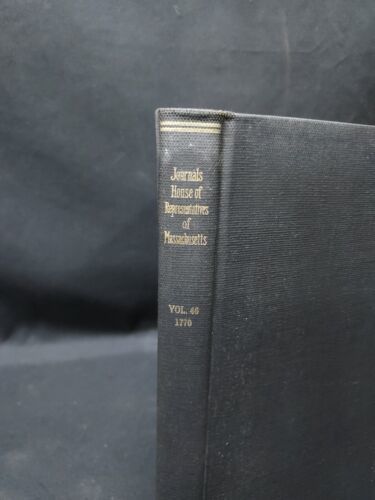 Journals
House of
Representatives
of
Massachusetts
VOL. 46
1770